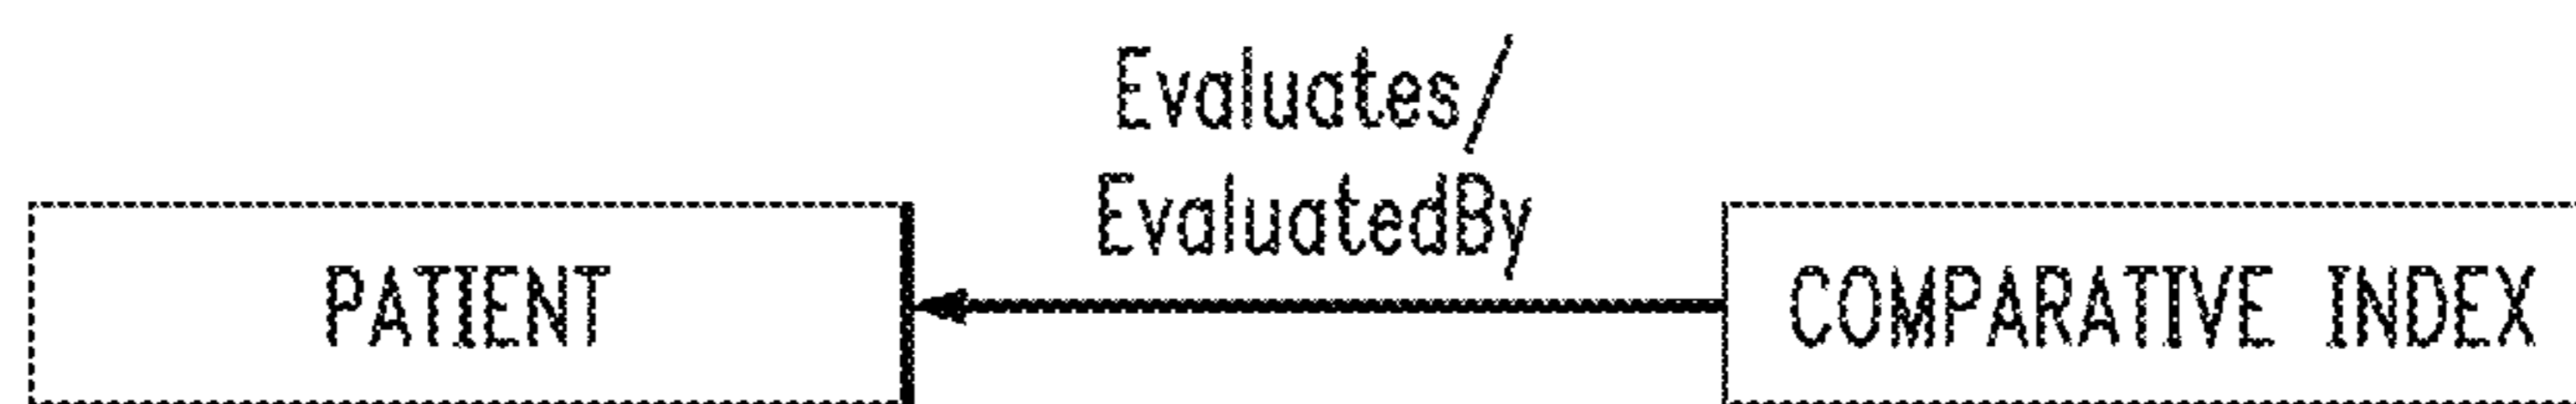 Evaluates/
EvaluatedBy
PATIENT
COMPARATIVE INDEX